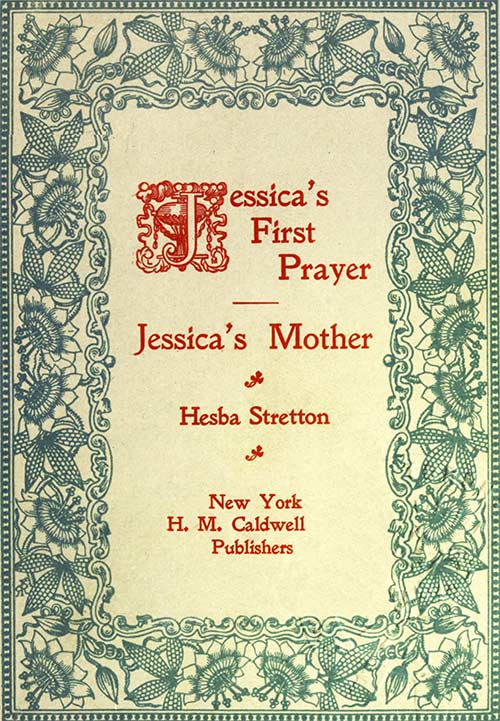 Jessica's
First
Prayer
Jessica's Mother
Hesba Stretton
New York
H. M. Caldwell
Publishers